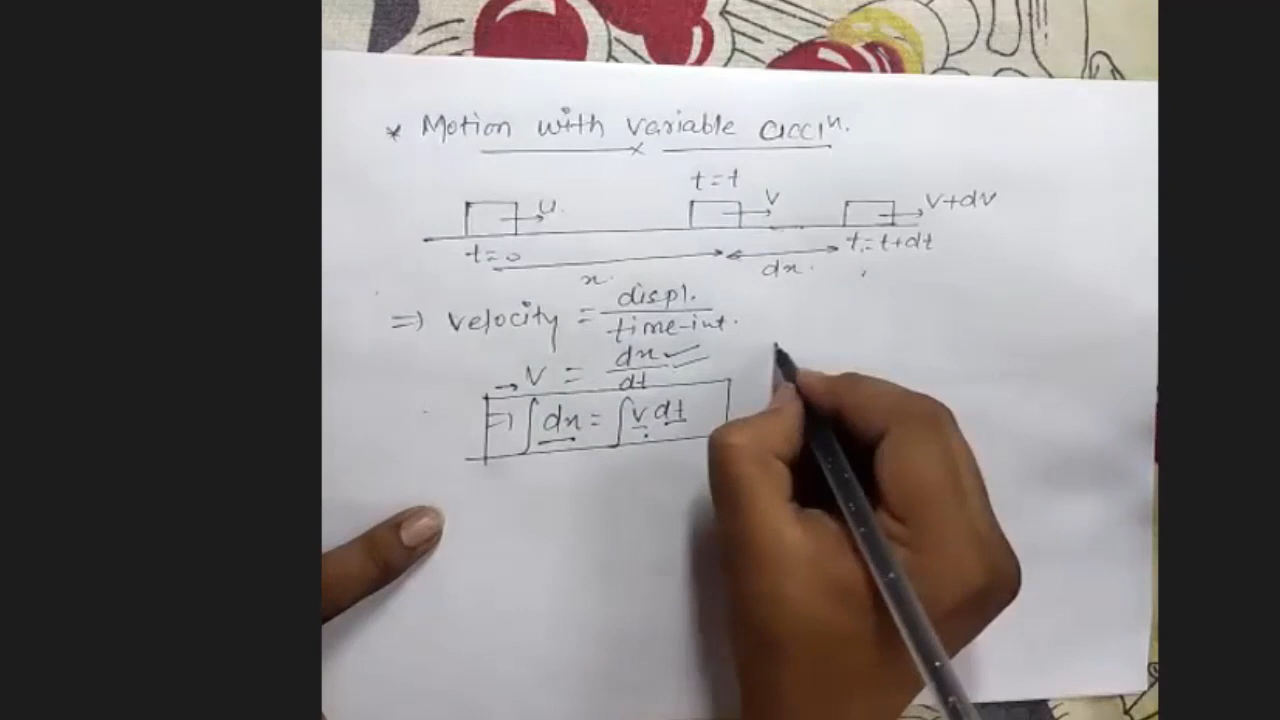 * Motion with variable acclⁿ.
t=t
u. v v+dv
t=0 t=t+dt
x. dx.
⇒ velocity = displ./time-int.
→ v = dx/dt
⇒ ∫dx = ∫v dt